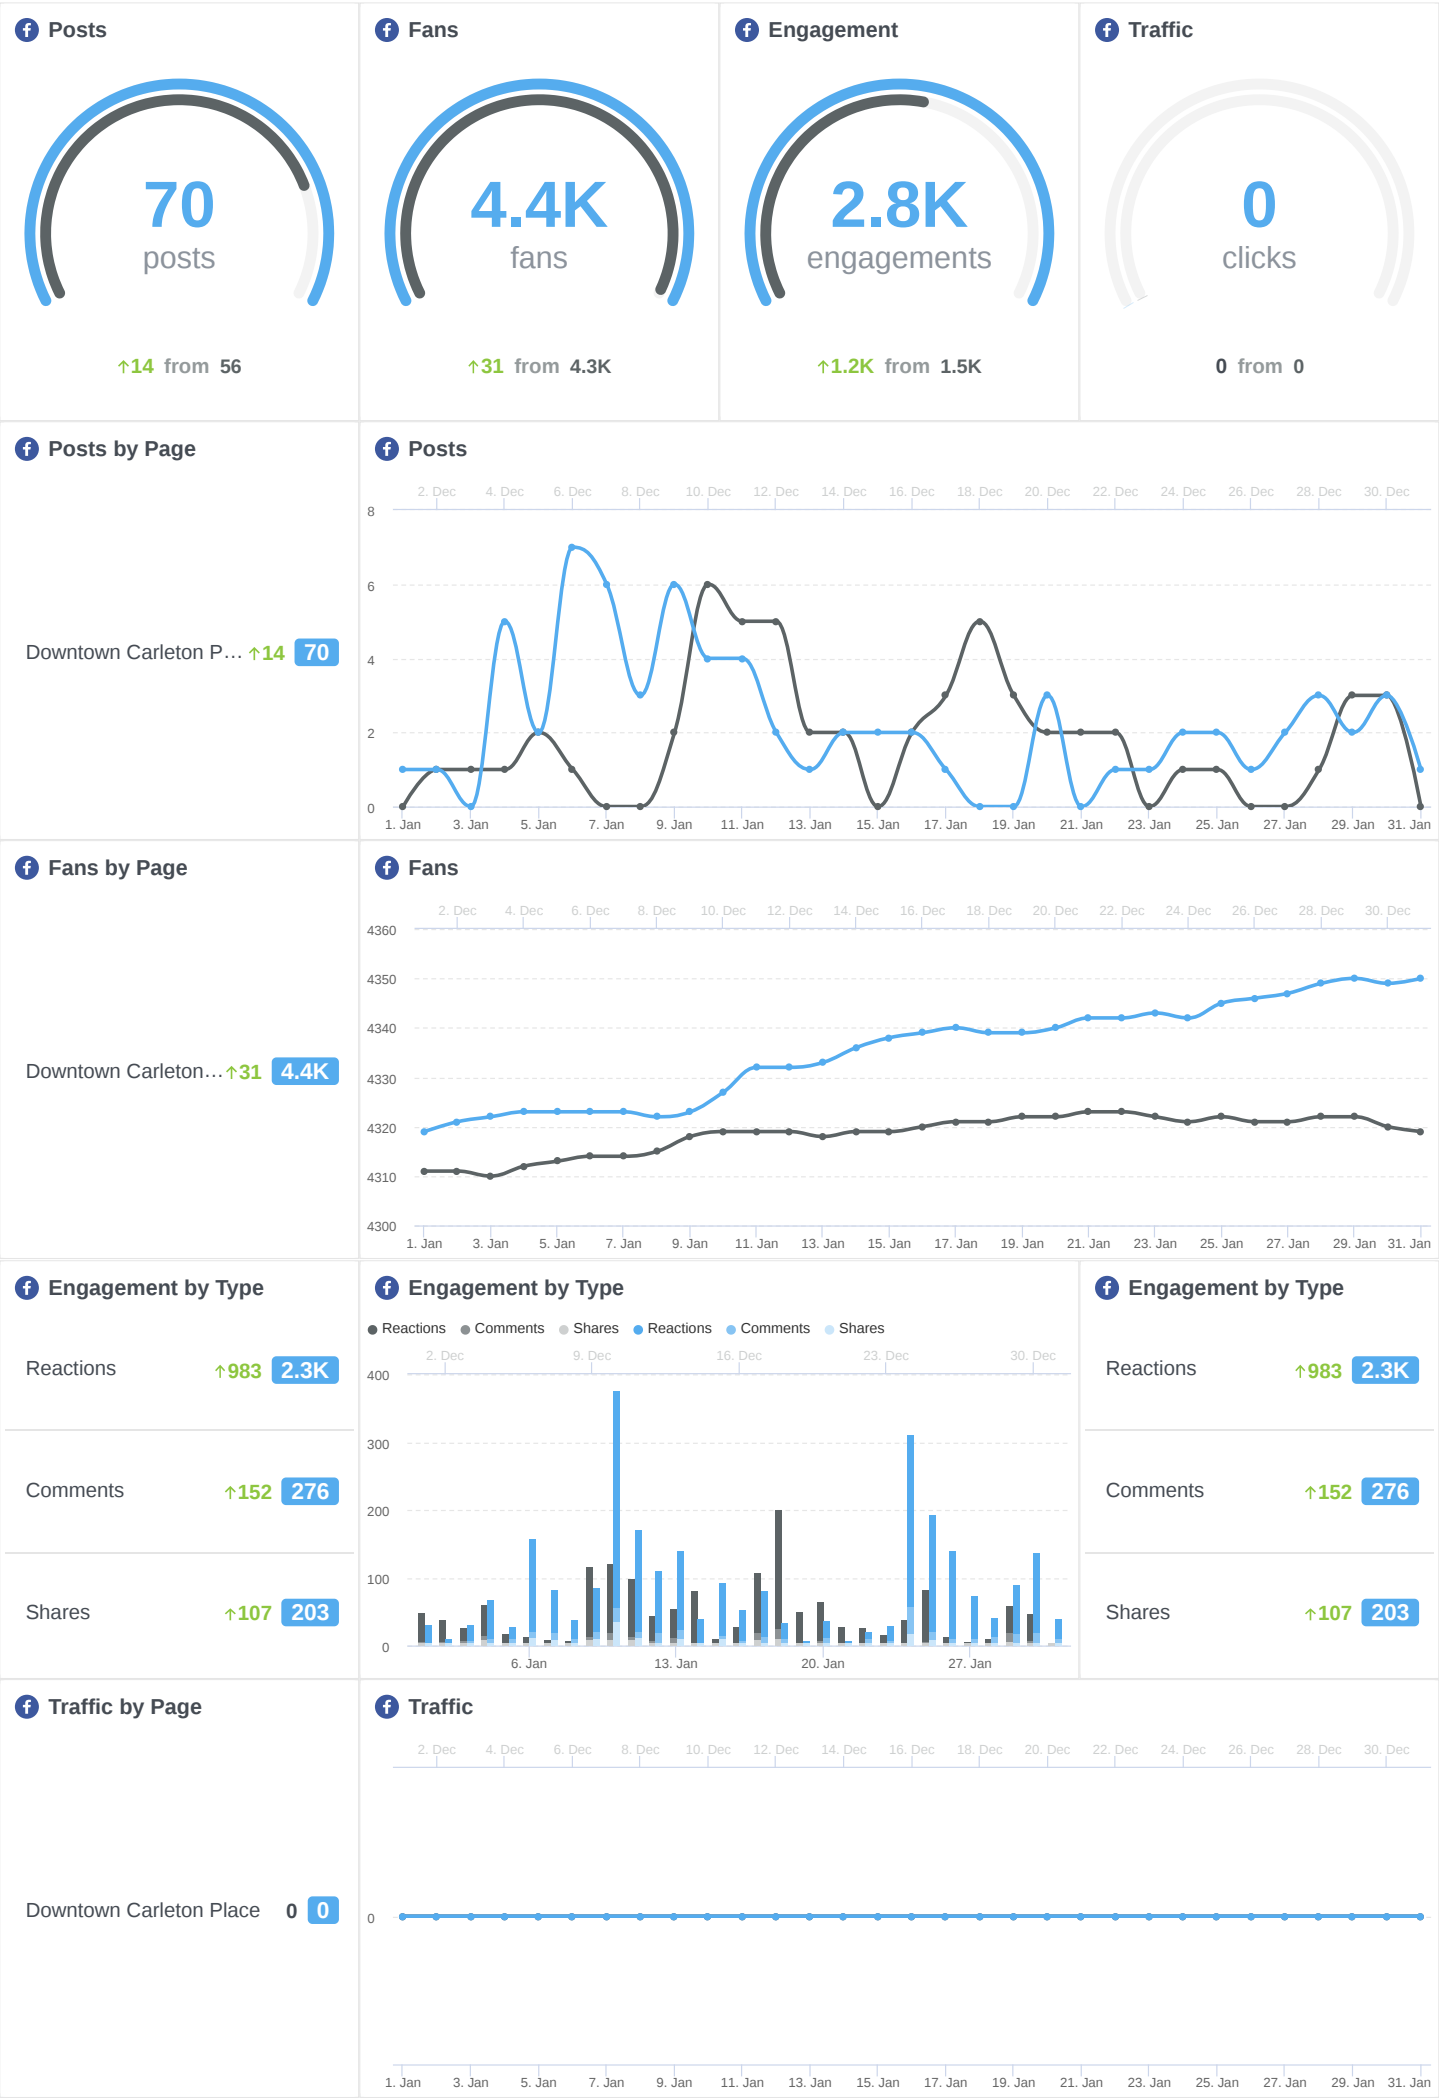 Posts
70
posts
↑14 from 56
Fans
4.4K
fans
↑31 from 4.3K
Engagement
2.8K
engagements
↑1.2K from 1.5K
Traffic
0
clicks
0 from 0
Posts by Page
Downtown Carleton P... ↑14 70
Posts
2. Dec 4. Dec 6. Dec 8. Dec 10. Dec 12. Dec 14. Dec 16. Dec 18. Dec 20. Dec 22. Dec 24. Dec 26. Dec 28. Dec 30. Dec
8
6
4
2
0
1. Jan 3. Jan 5. Jan 7. Jan 9. Jan 11. Jan 13. Jan 15. Jan 17. Jan 19. Jan 21. Jan 23. Jan 25. Jan 27. Jan 29. Jan 31. Jan
Fans by Page
Downtown Carleton... ↑31 4.4K
Fans
2. Dec 4. Dec 6. Dec 8. Dec 10. Dec 12. Dec 14. Dec 16. Dec 18. Dec 20. Dec 22. Dec 24. Dec 26. Dec 28. Dec 30. Dec
4360
4350
4340
4330
4320
4310
4300
1. Jan 3. Jan 5. Jan 7. Jan 9. Jan 11. Jan 13. Jan 15. Jan 17. Jan 19. Jan 21. Jan 23. Jan 25. Jan 27. Jan 29. Jan 31. Jan
Engagement by Type
Reactions ↑983 2.3K
Comments ↑152 276
Shares ↑107 203
Engagement by Type
Reactions Comments Shares Reactions Comments Shares
2. Dec 9. Dec 16. Dec 23. Dec 30. Dec
400
300
200
100
0
6. Jan 13. Jan 20. Jan 27. Jan
Engagement by Type
Reactions ↑983 2.3K
Comments ↑152 276
Shares ↑107 203
Traffic by Page
Downtown Carleton Place 0 0
Traffic
2. Dec 4. Dec 6. Dec 8. Dec 10. Dec 12. Dec 14. Dec 16. Dec 18. Dec 20. Dec 22. Dec 24. Dec 26. Dec 28. Dec 30. Dec
0
1. Jan 3. Jan 5. Jan 7. Jan 9. Jan 11. Jan 13. Jan 15. Jan 17. Jan 19. Jan 21. Jan 23. Jan 25. Jan 27. Jan 29. Jan 31. Jan